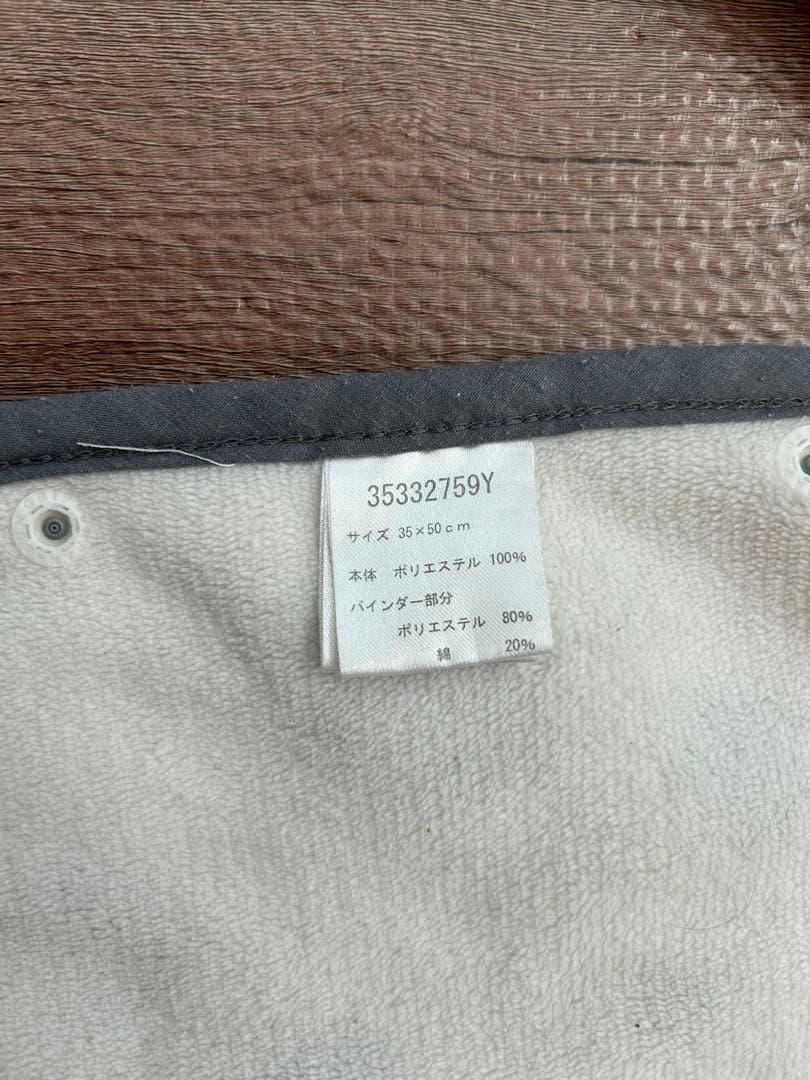 35332759Y
サイズ 35×50cm
本体 ポリエステル 100%
バインダー部分
ポリエステル 80%
綿 20%